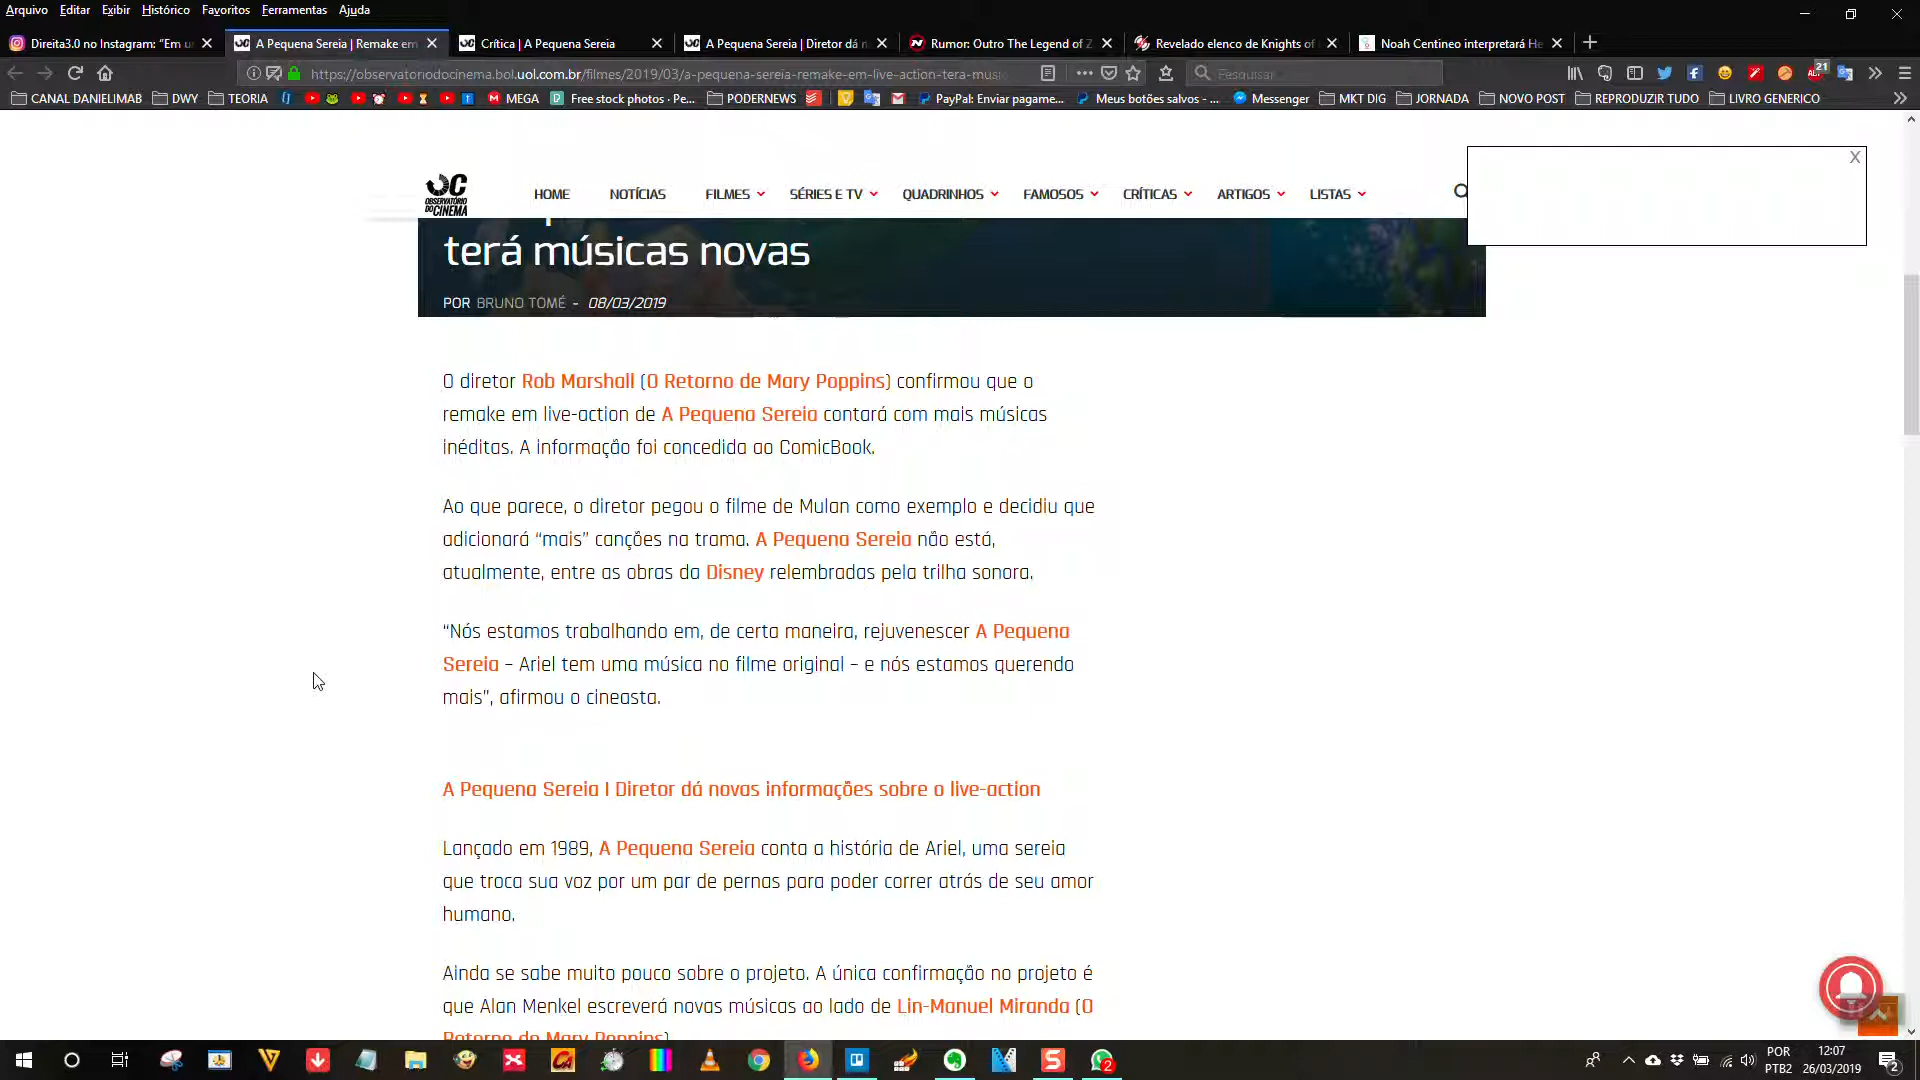 Arquivo Editar Exibir Histórico Favoritos Ferramentas Ajuda
Direita3.0 no Instagram: “Em u
A Pequena Sereia | Remake em
Crítica | A Pequena Sereia
A Pequena Sereia | Diretor dá n
Rumor: Outro The Legend of Z
Revelado elenco de Knights of
Noah Centineo interpretará He
https://observatoriodocinema.bol.uol.com.br/filmes/2019/03/a-pequena-sereia-remake-em-live-action-tera-musi
Pesquisar
21
CANAL DANIELIMAB DWY TEORIA MEGA Free stock photos · Pe... PODERNEWS PayPal: Enviar pagame... Meus botões salvos - ... Messenger MKT DIG JORNADA NOVO POST REPRODUZIR TUDO LIVRO GENERICO
X
OBSERVATÓRIO
DO CINEMA
HOME NOTÍCIAS FILMES SÉRIES E TV QUADRINHOS FAMOSOS CRÍTICAS ARTIGOS LISTAS
terá músicas novas
POR BRUNO TOMÉ - 08/03/2019
O diretor Rob Marshall (O Retorno de Mary Poppins) confirmou que o
remake em live-action de A Pequena Sereia contará com mais músicas
inéditas. A informação foi concedida ao ComicBook.
Ao que parece, o diretor pegou o filme de Mulan como exemplo e decidiu que
adicionará “mais” canções na trama. A Pequena Sereia não está,
atualmente, entre as obras da Disney relembradas pela trilha sonora.
“Nós estamos trabalhando em, de certa maneira, rejuvenescer A Pequena
Sereia – Ariel tem uma música no filme original – e nós estamos querendo
mais”, afirmou o cineasta.
A Pequena Sereia | Diretor dá novas informações sobre o live-action
Lançado em 1989, A Pequena Sereia conta a história de Ariel, uma sereia
que troca sua voz por um par de pernas para poder correr atrás de seu amor
humano.
Ainda se sabe muito pouco sobre o projeto. A única confirmação no projeto é
que Alan Menkel escreverá novas músicas ao lado de Lin-Manuel Miranda (O
Retorno de Mary Poppins)
2
POR
PTB2
12:07
26/03/2019
2